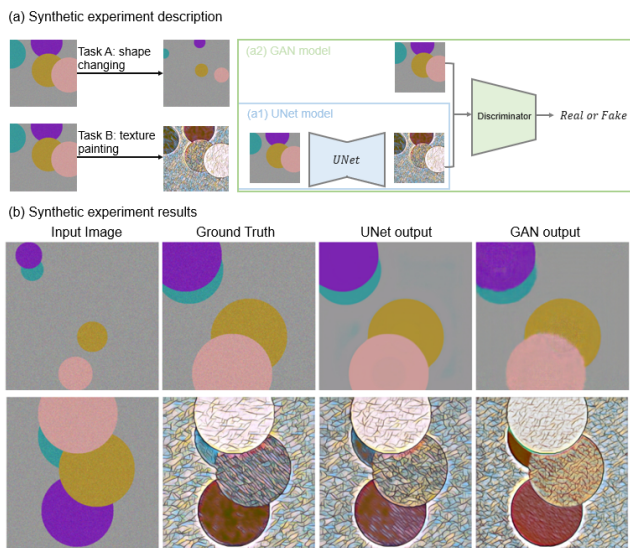 (a) Synthetic experiment description
Task A: shape
changing
Task B: texture
painting
(a2) GAN model
(a1) UNet model
UNet
Discriminator
Real or Fake
(b) Synthetic experiment results
Input Image
Ground Truth
UNet output
GAN output